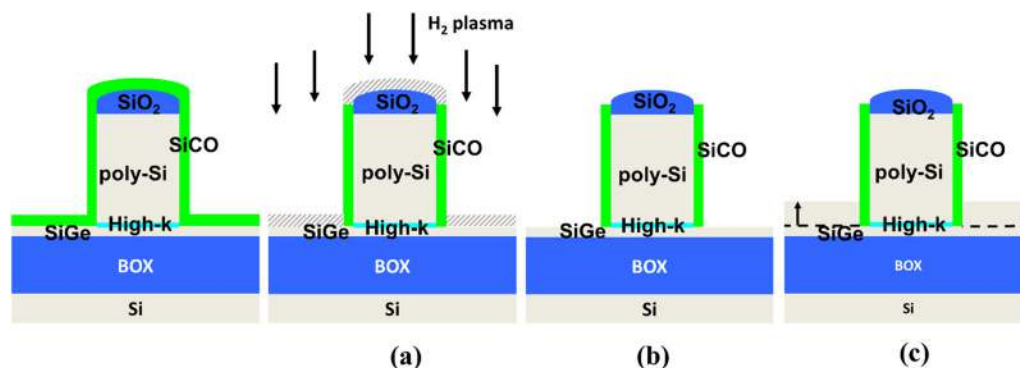 H2 plasma
SiO2
SiCO
poly-Si
High-k
SiGe
BOX
Si
SiO2
SiCO
poly-Si
High-k
SiGe
BOX
Si
(a)
SiO2
SiCO
poly-Si
High-k
SiGe
BOX
Si
(b)
SiO2
SiCO
poly-Si
High-k
SiGe
BOX
Si
(c)